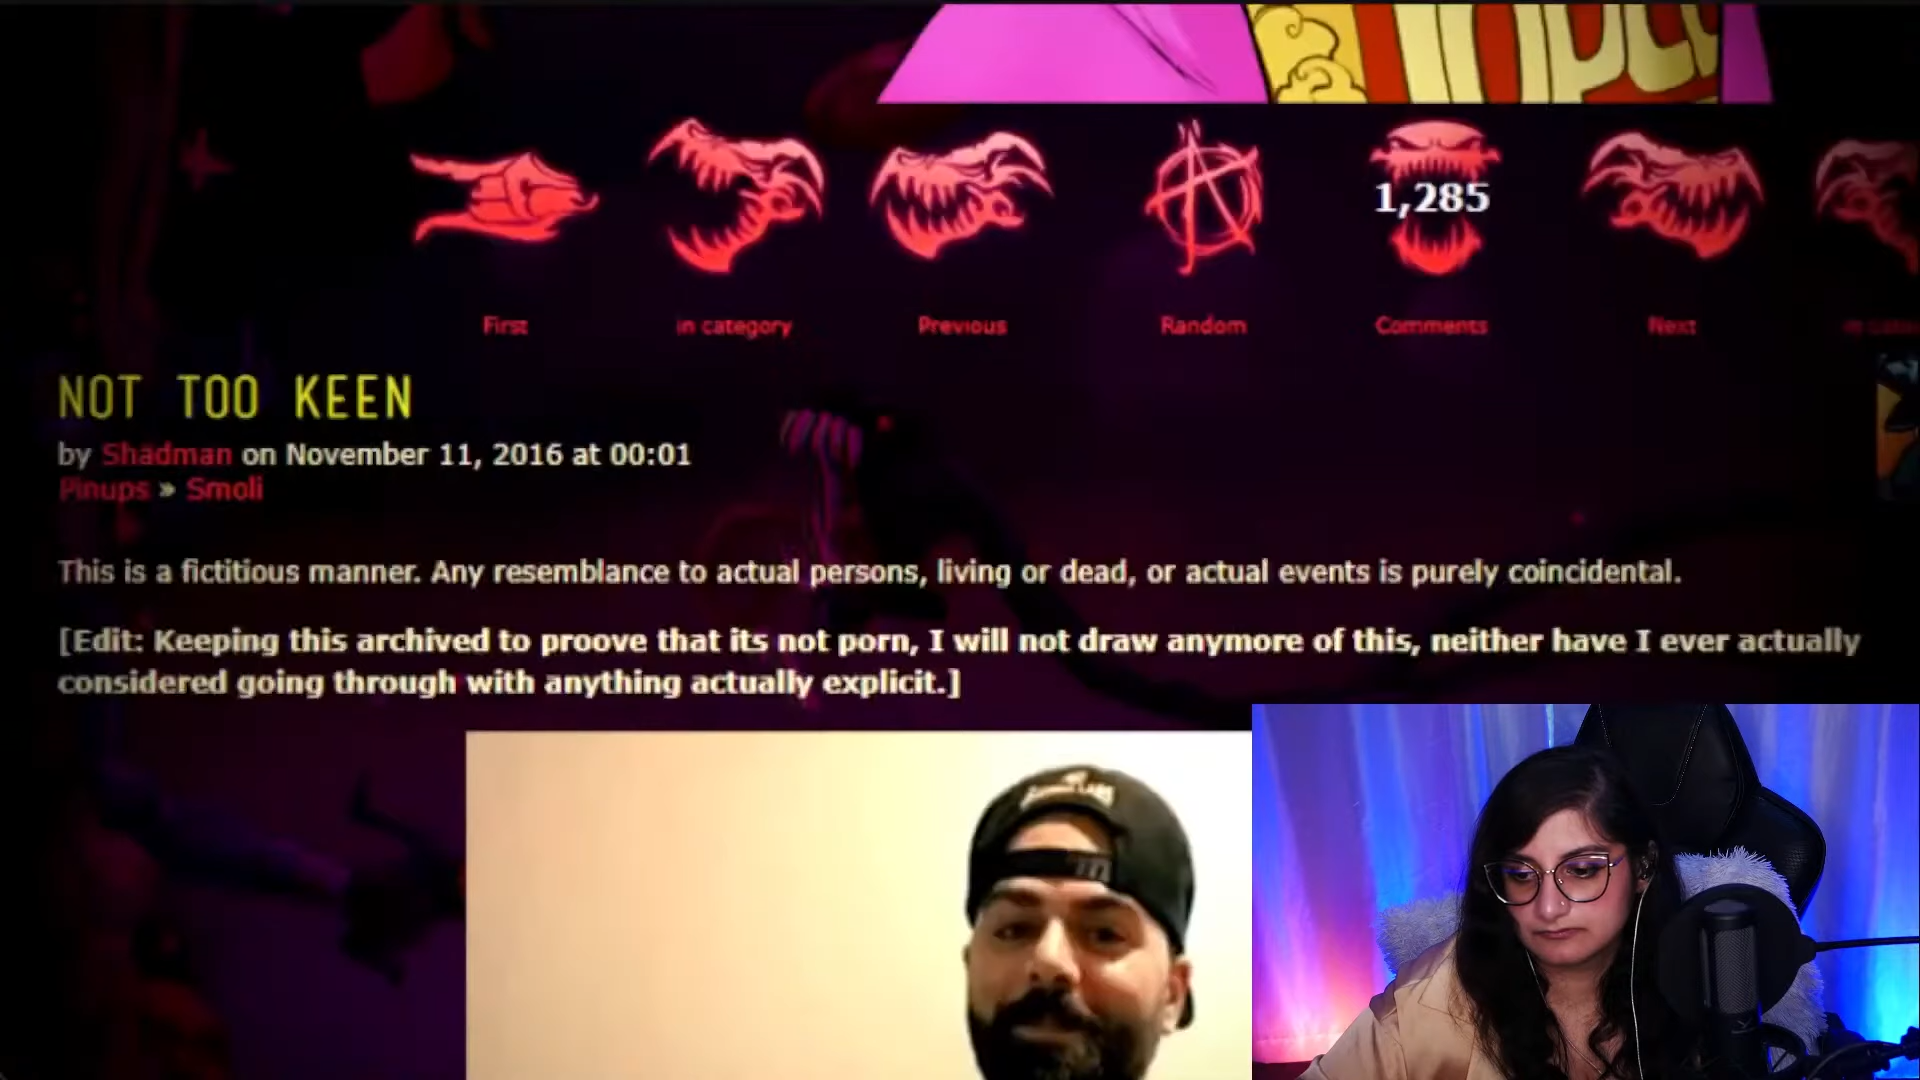 1,285
First
in category
Previous
Random
Comments
Next
NOT TOO KEEN
by Shädman on November 11, 2016 at 00:01
Pinups » Smoli
This is a fictitious manner. Any resemblance to actual persons, living or dead, or actual events is purely coincidental.
[Edit: Keeping this archived to proove that its not porn, I will not draw anymore of this, neither have I ever actually
considered going through with anything actually explicit.]